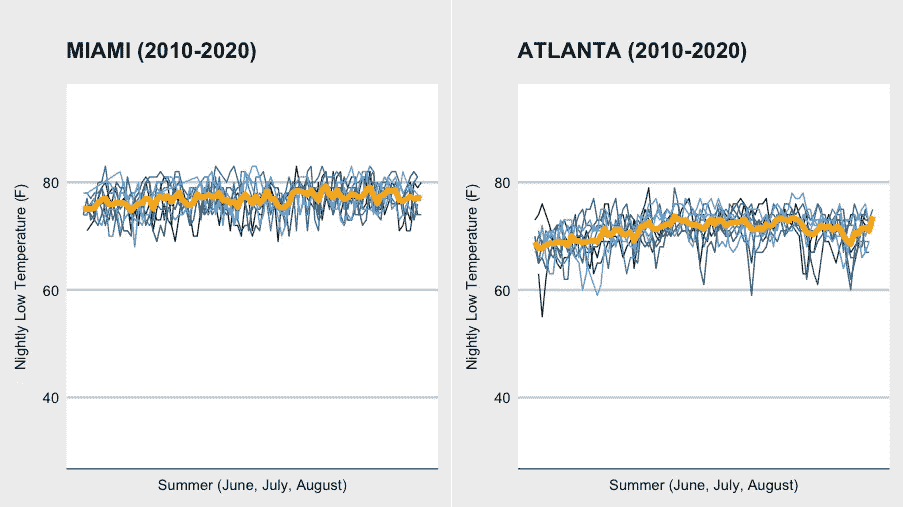 MIAMI (2010-2020)
Nightly Low Temperature (F)
80
60
40
Summer (June, July, August)
ATLANTA (2010-2020)
Nightly Low Temperature (F)
80
60
40
Summer (June, July, August)